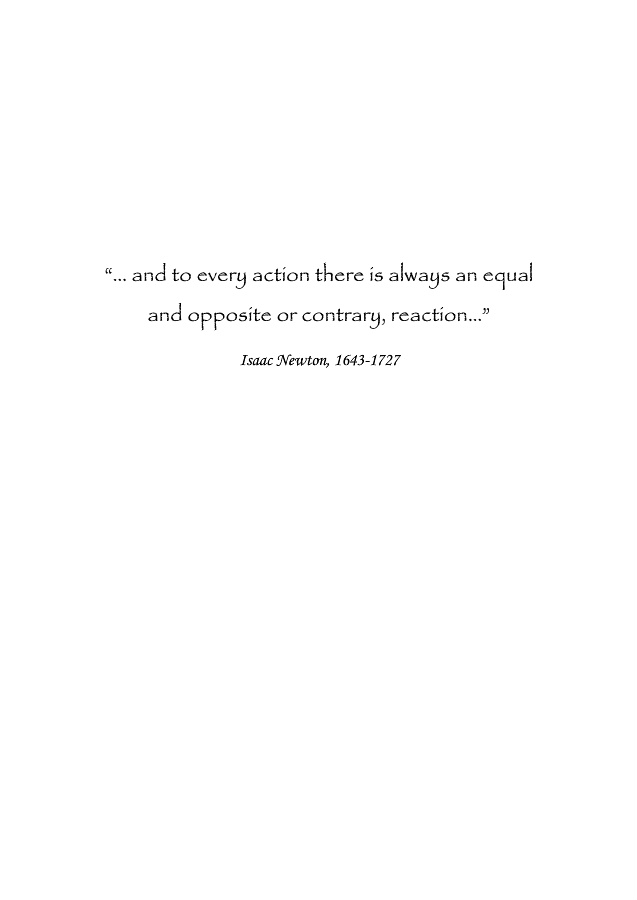 “... and to every action there is always an equal
and opposite or contrary, reaction...”
Isaac Newton, 1643-1727